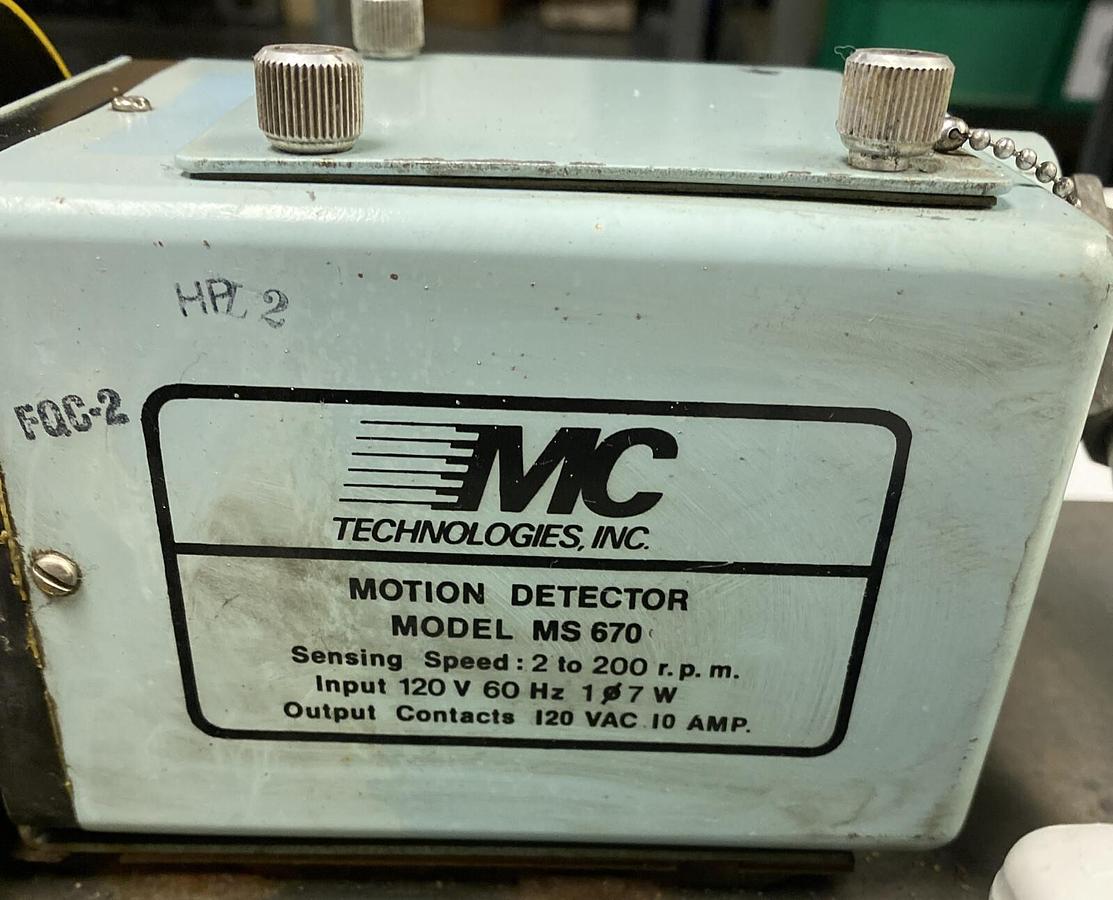 HPL 2
FQC-2
MC
TECHNOLOGIES, INC.
MOTION DETECTOR
MODEL MS 670
Sensing Speed: 2 to 200 r.p.m.
Input 120 V 60 Hz 1 ø 7 W
Output Contacts 120 VAC 10 AMP.